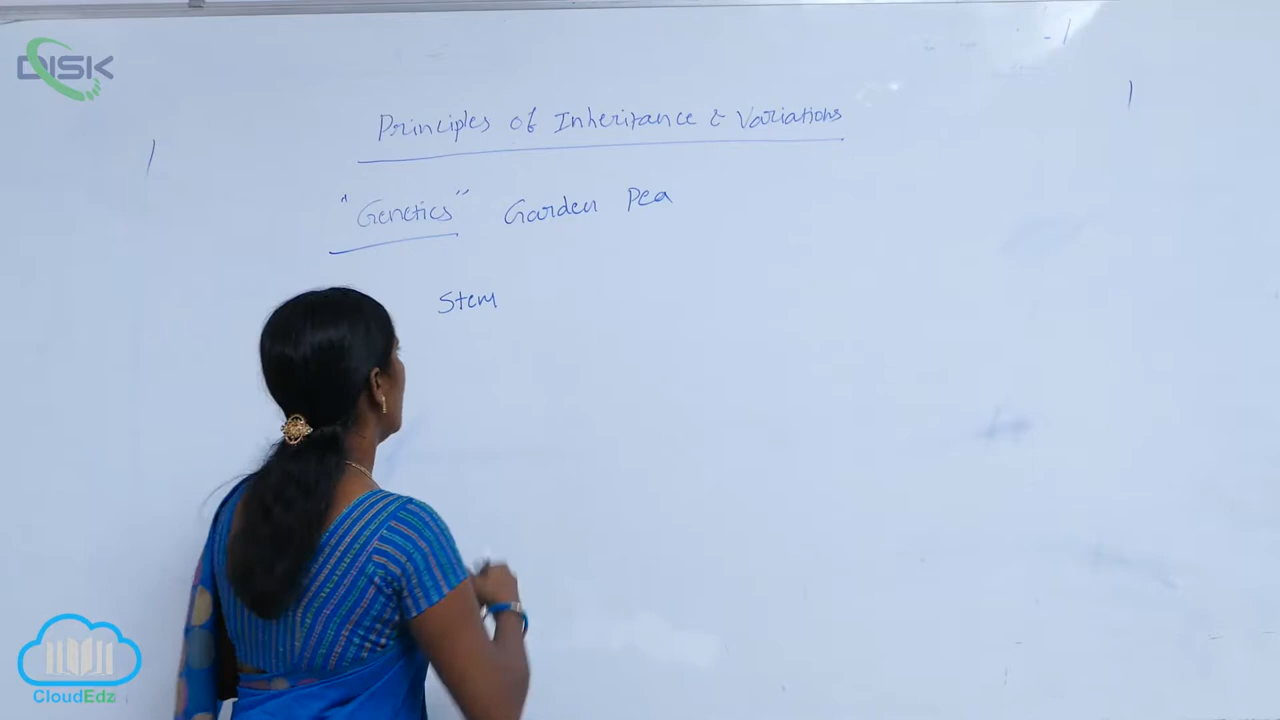 DISK
Principles of Inheritance & Variations
"Genetics" Garden Pea
Stem
CloudEdz